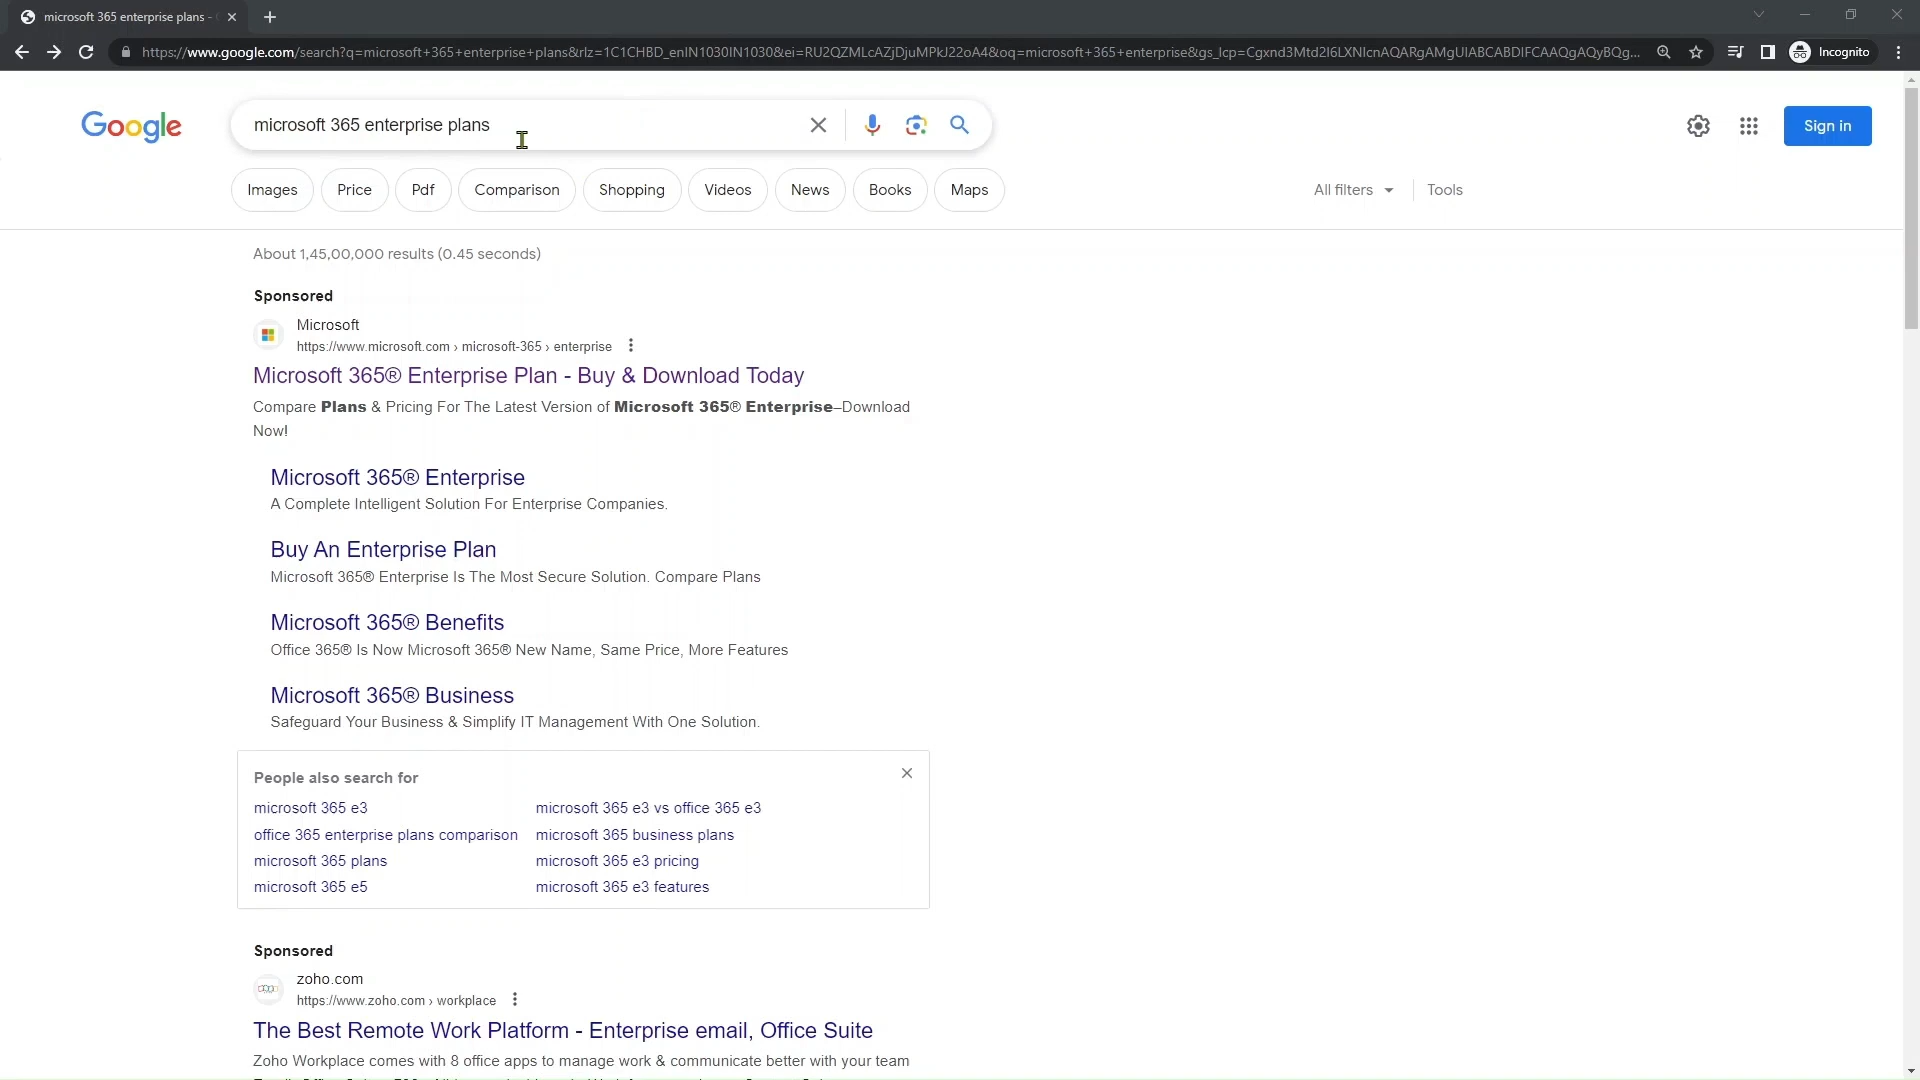 microsoft 365 enterprise plans -
Incognito
https://www.google.com/search?q=microsoft+365+enterprise+plans&rlz=1C1CHBD_enIN1030IN1030&ei=RU2QZMLcAZjDjuMPkJ22oA4&oq=microsoft+365+enterprise&gs_lcp=Cgxnd3Mtd2l6LXNlcnAQARgAMgUIABCABDIFCAAQgAQyBQg...
Google
microsoft 365 enterprise plans
Sign in
Images
Price
Pdf
Comparison
Shopping
Videos
News
Books
Maps
All filters
Tools
About 1,45,00,000 results (0.45 seconds)
Sponsored
Microsoft
https://www.microsoft.com › microsoft-365 › enterprise
Microsoft 365® Enterprise Plan - Buy & Download Today
Compare Plans & Pricing For The Latest Version of Microsoft 365® Enterprise–Download
Now!
Microsoft 365® Enterprise
A Complete Intelligent Solution For Enterprise Companies.
Buy An Enterprise Plan
Microsoft 365® Enterprise Is The Most Secure Solution. Compare Plans
Microsoft 365® Benefits
Office 365® Is Now Microsoft 365® New Name, Same Price, More Features
Microsoft 365® Business
Safeguard Your Business & Simplify IT Management With One Solution.
People also search for
microsoft 365 e3
microsoft 365 e3 vs office 365 e3
office 365 enterprise plans comparison
microsoft 365 business plans
microsoft 365 plans
microsoft 365 e3 pricing
microsoft 365 e5
microsoft 365 e3 features
Sponsored
zoho.com
https://www.zoho.com › workplace
The Best Remote Work Platform - Enterprise email, Office Suite
Zoho Workplace comes with 8 office apps to manage work & communicate better with your team